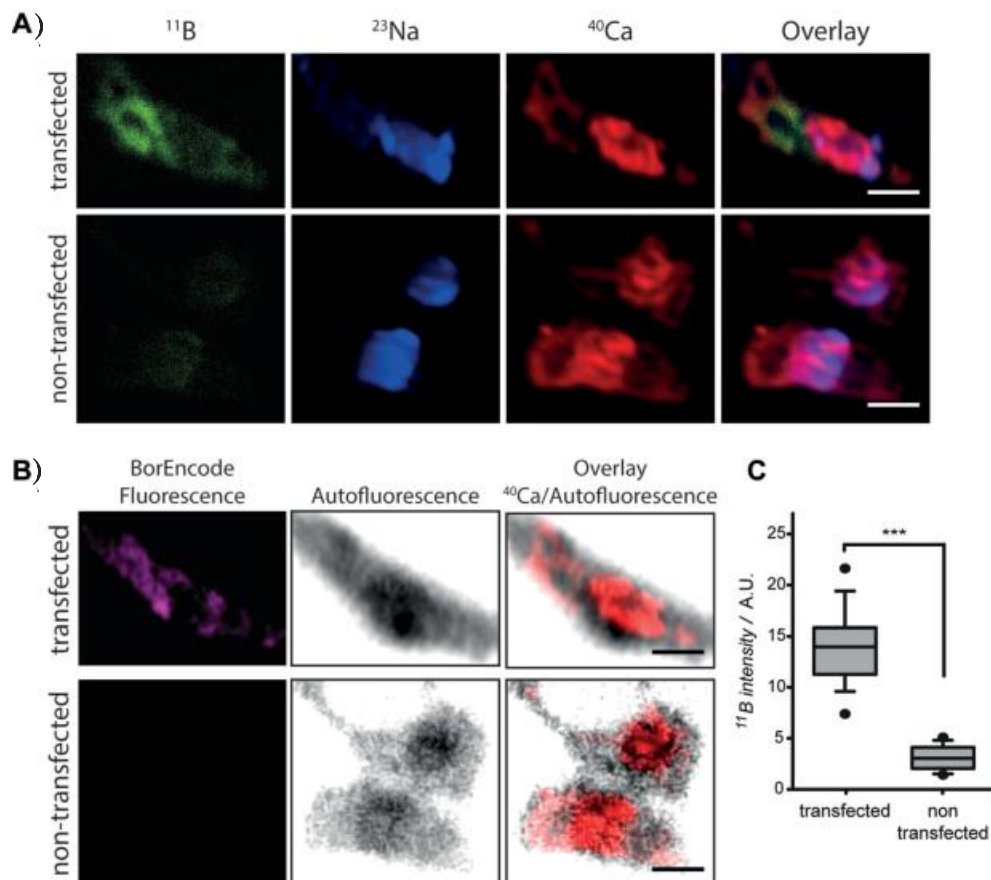 A)
¹¹B ²³Na ⁴⁰Ca Overlay
transfected
non-transfected
B)
BorEncode
Fluorescence
Autofluorescence
Overlay
⁴⁰Ca/Autofluorescence
transfected
non-transfected
C
¹¹B intensity / A.U.
25
20
15
10
5
0
***
transfected
non
transfected